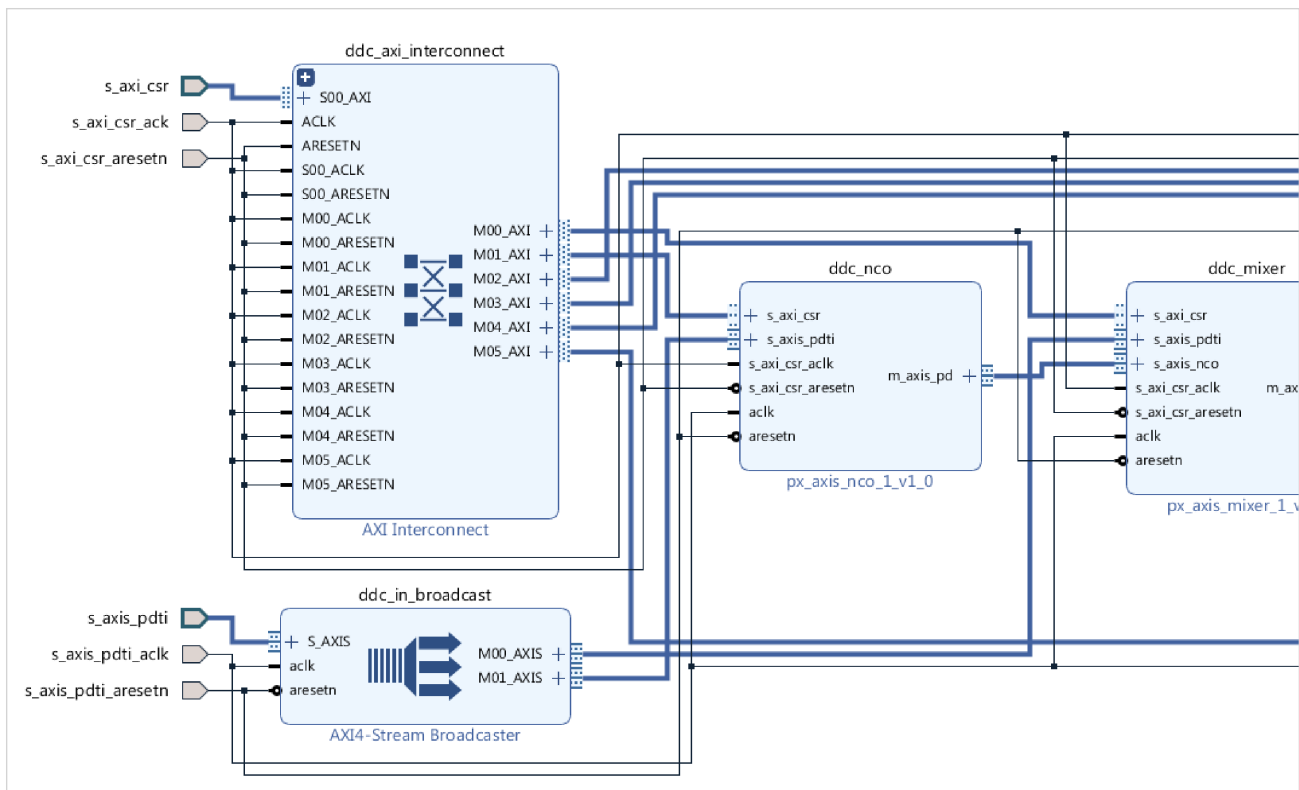 ddc_axi_interconnect
s_axi_csr
s_axi_csr_ack
s_axi_csr_aresetn
S00_AXI
ACLK
ARESETN
S00_ACLK
S00_ARESETN
M00_ACLK
M00_ARESETN
M01_ACLK
M01_ARESETN
M02_ACLK
M02_ARESETN
M03_ACLK
M03_ARESETN
M04_ACLK
M04_ARESETN
M05_ACLK
M05_ARESETN
M00_AXI
M01_AXI
M02_AXI
M03_AXI
M04_AXI
M05_AXI
AXI Interconnect
ddc_nco
s_axi_csr
s_axis_pdti
s_axi_csr_aclk
s_axi_csr_aresetn
aclk
aresetn
m_axis_pd
px_axis_nco_1_v1_0
ddc_mixer
s_axi_csr
s_axis_pdti
s_axis_nco
s_axi_csr_aclk
s_axi_csr_aresetn
aclk
aresetn
m_ax
px_axis_mixer_1_v
ddc_in_broadcast
s_axis_pdti
s_axis_pdti_aclk
s_axis_pdti_aresetn
S_AXIS
aclk
aresetn
M00_AXIS
M01_AXIS
AXI4-Stream Broadcaster